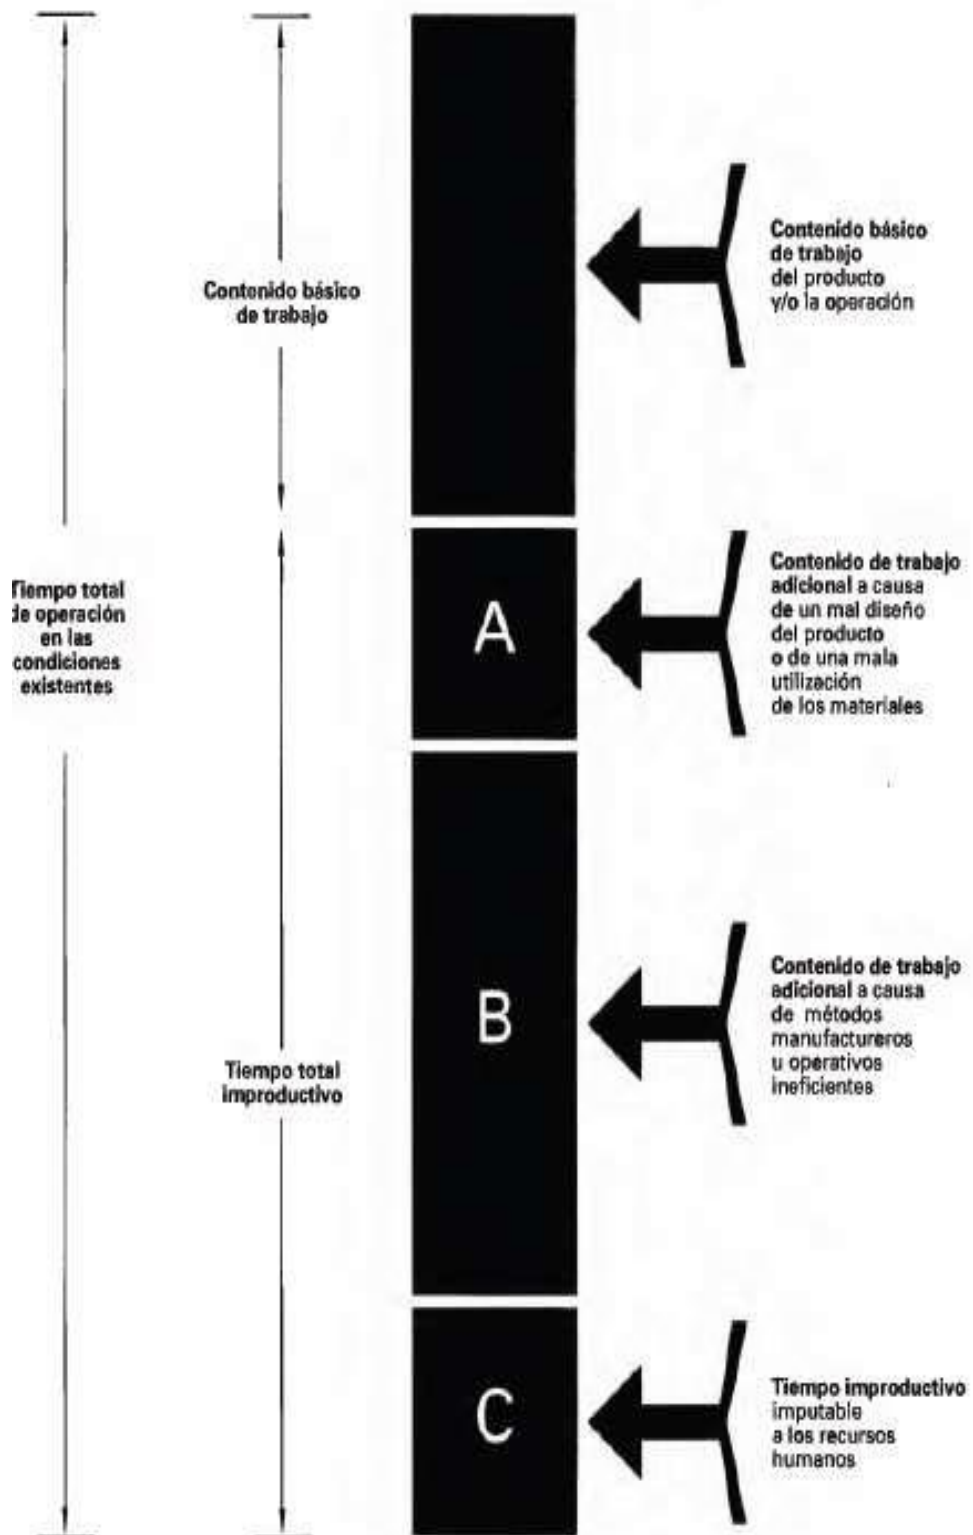 Contenido básico
de trabajo
del producto
y/o la operación
Contenido básico
de trabajo
Tiempo total
de operación
en las
condiciones
existentes
A
Contenido de trabajo
adicional a causa
de un mal diseño
del producto
o de una mala
utilización
de los materiales
B
Contenido de trabajo
adicional a causa
de métodos
manufactureros
u operativos
ineficientes
Tiempo total
improductivo
C
Tiempo improductivo
imputable
a los recursos
humanos